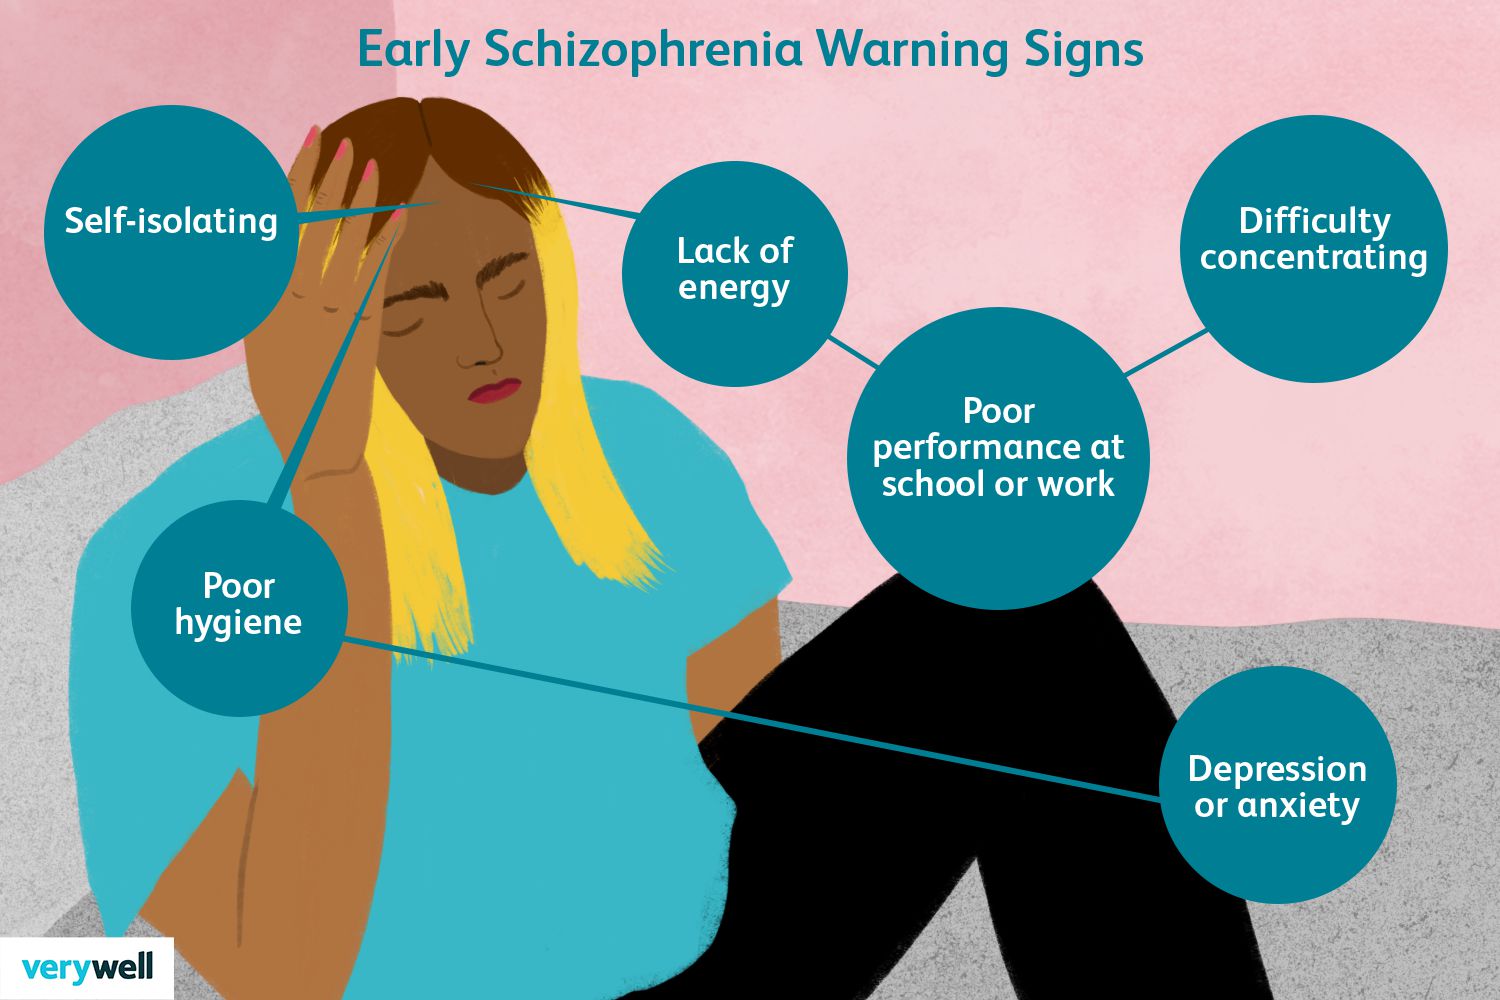 Early Schizophrenia Warning Signs
Self-isolating
Lack of
energy
Difficulty
concentrating
Poor
performance at
school or work
Poor
hygiene
Depression
or anxiety
verywell